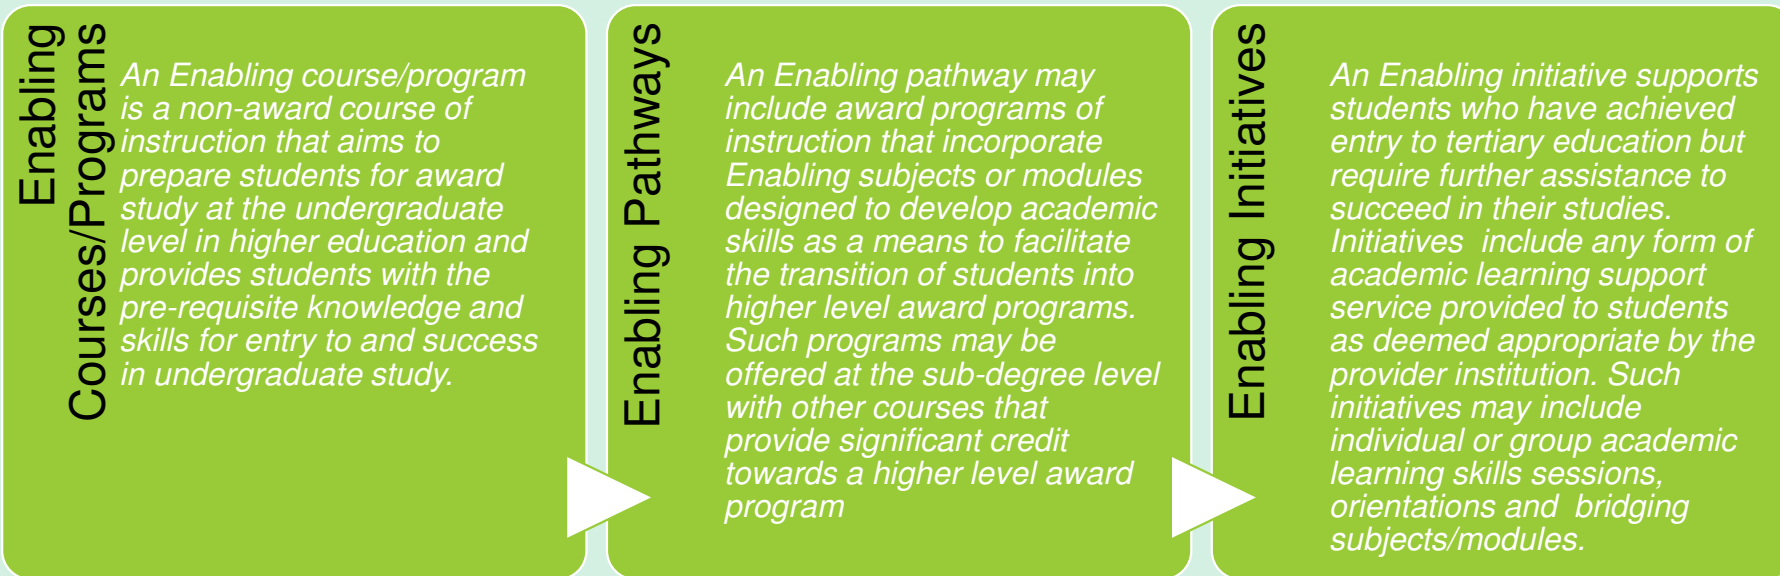 Enabling
Courses/Programs
An Enabling course/program
is a non-award course of
instruction that aims to
prepare students for award
study at the undergraduate
level in higher education and
provides students with the
pre-requisite knowledge and
skills for entry to and success
in undergraduate study.
Enabling Pathways
An Enabling pathway may
include award programs of
instruction that incorporate
Enabling subjects or modules
designed to develop academic
skills as a means to facilitate
the transition of students into
higher level award programs.
Such programs may be
offered at the sub-degree level
with other courses that
provide significant credit
towards a higher level award
program
Enabling Initiatives
An Enabling initiative supports
students who have achieved
entry to tertiary education but
require further assistance to
succeed in their studies.
Initiatives  include any form of
academic learning support
service provided to students
as deemed appropriate by the
provider institution. Such
initiatives may include
individual or group academic
learning skills sessions,
orientations and  bridging
subjects/modules.